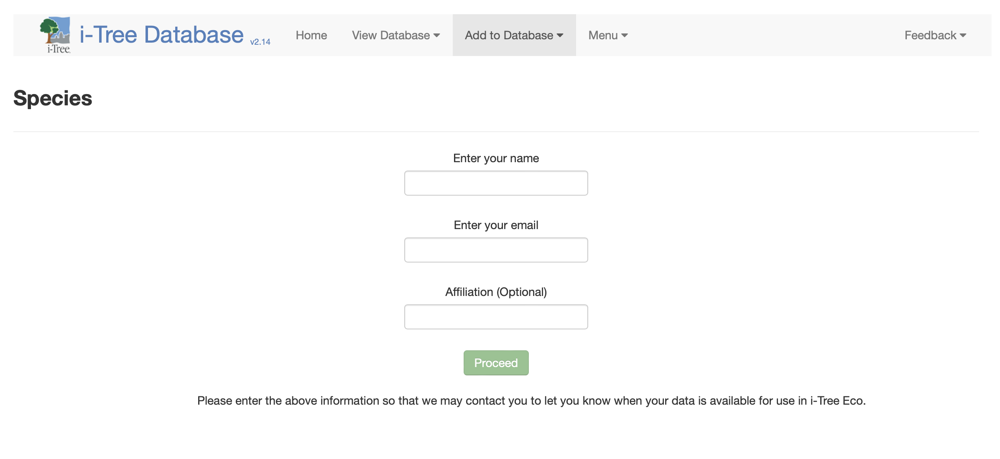 i-Tree
i-Tree Database v2.14 Home View Database Add to Database Menu Feedback
Species
Enter your name
Enter your email
Affiliation (Optional)
Proceed
Please enter the above information so that we may contact you to let you know when your data is available for use in i-Tree Eco.